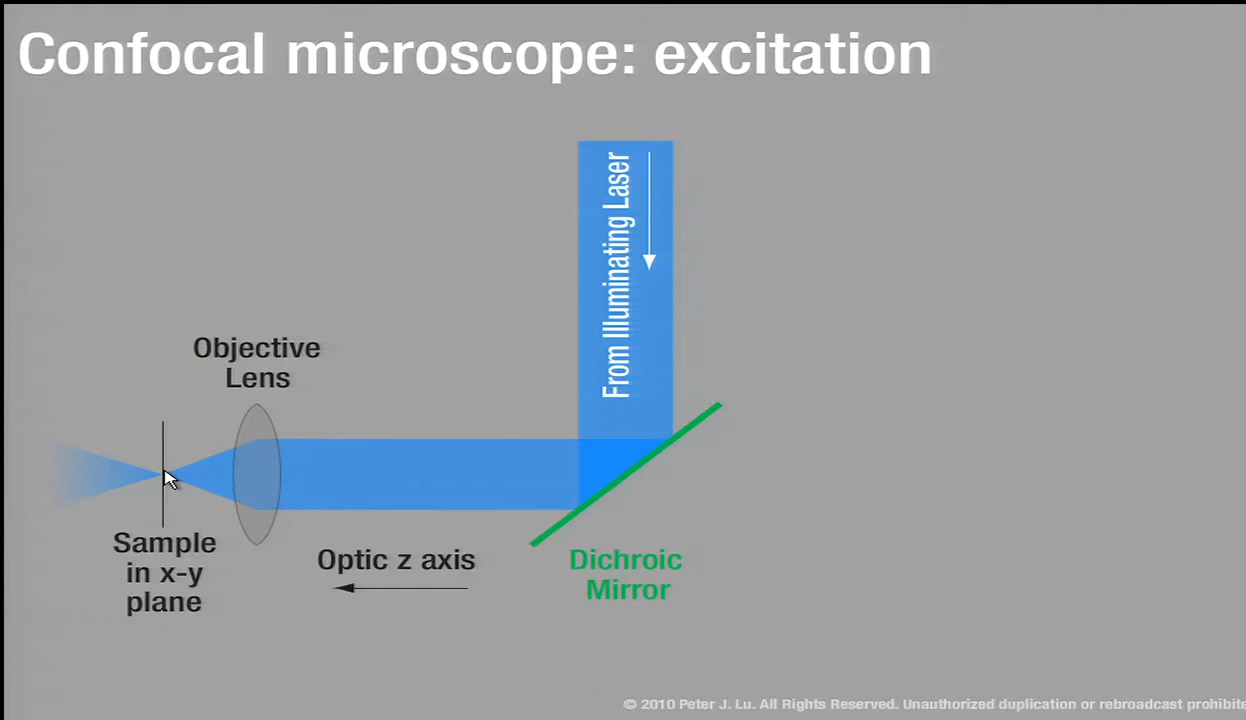 Confocal microscope: excitation
From Illuminating Laser
Objective
Lens
Sample
in x-y
plane
Optic z axis
Dichroic
Mirror
© 2010 Peter J. Lu. All Rights Reserved. Unauthorized duplication or rebroadcast prohibite